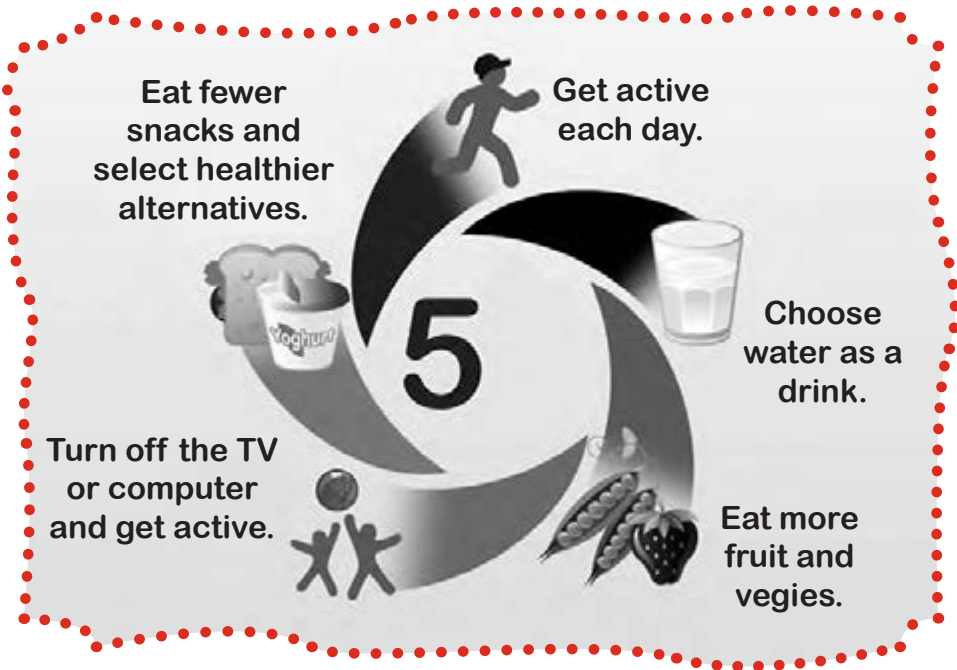 Get active
each day.
Choose
water as a
drink.
Eat more
fruit and
vegies.
Turn off the TV
or computer
and get active.
Eat fewer
snacks and
select healthier
alternatives.
Yoghurt
5